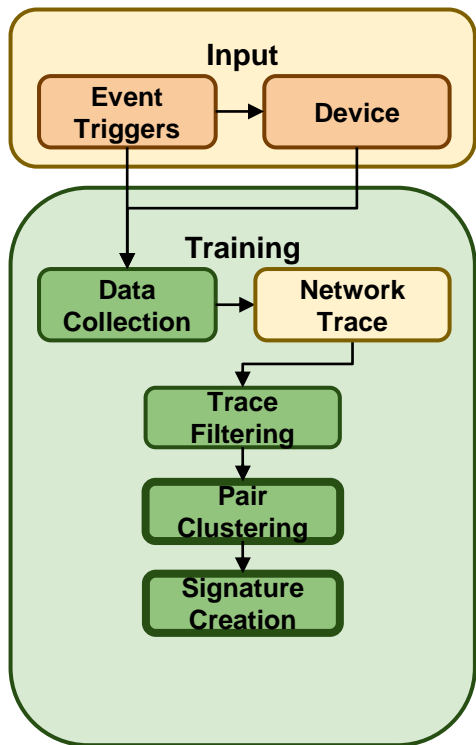 Input
Event
Triggers
Device
Training
Data
Collection
Network
Trace
Trace
Filtering
Pair
Clustering
Signature
Creation